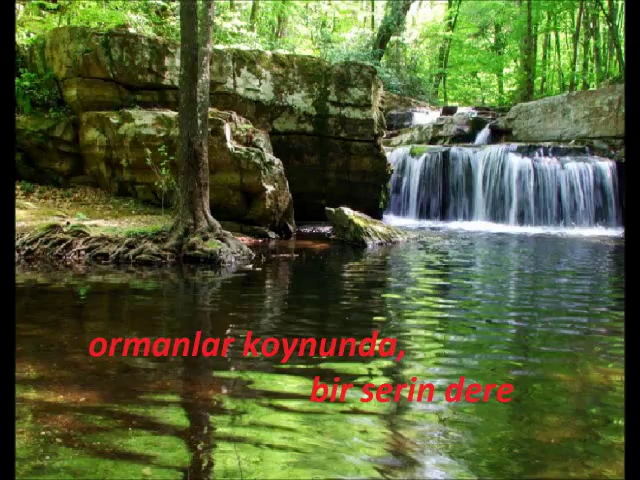 ormanlar koynunda,
bir serin dere